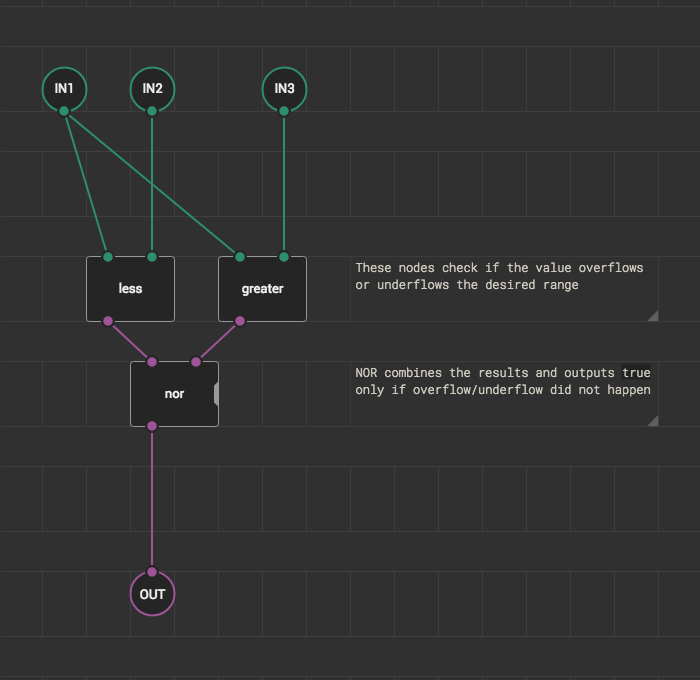 IN1 IN2 IN3
less greater
These nodes check if the value overflows
or underflows the desired range
nor
NOR combines the results and outputs true
only if overflow/underflow did not happen
OUT